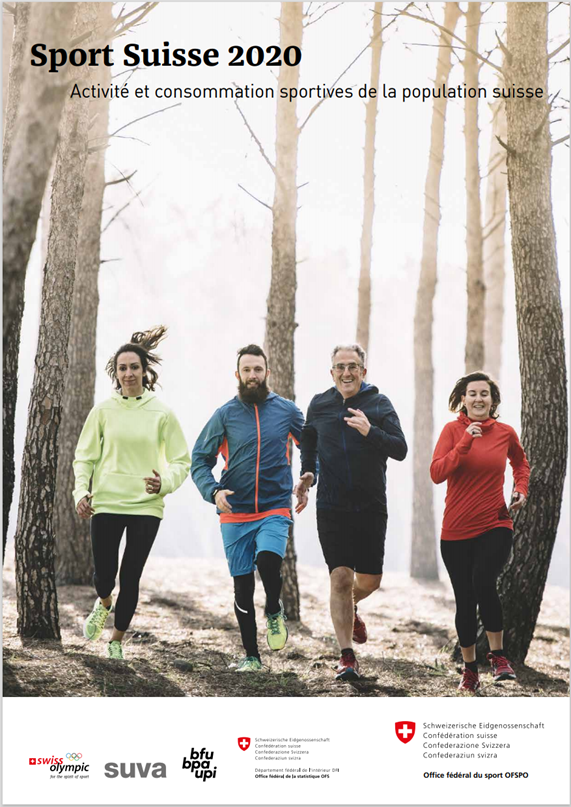 Sport Suisse 2020
Activité et consommation sportives de la population suisse
swiss
olympic
for the spirit of sport
suva
bfu
bpa
upi
Schweizerische Eidgenossenschaft
Confédération suisse
Confederazione Svizzera
Confederaziun svizra
Département fédéral de l'intérieur DFI
Office fédéral de la statistique OFS
Schweizerische Eidgenossenschaft
Confédération suisse
Confederazione Svizzera
Confederaziun svizra
Office fédéral du sport OFSPO